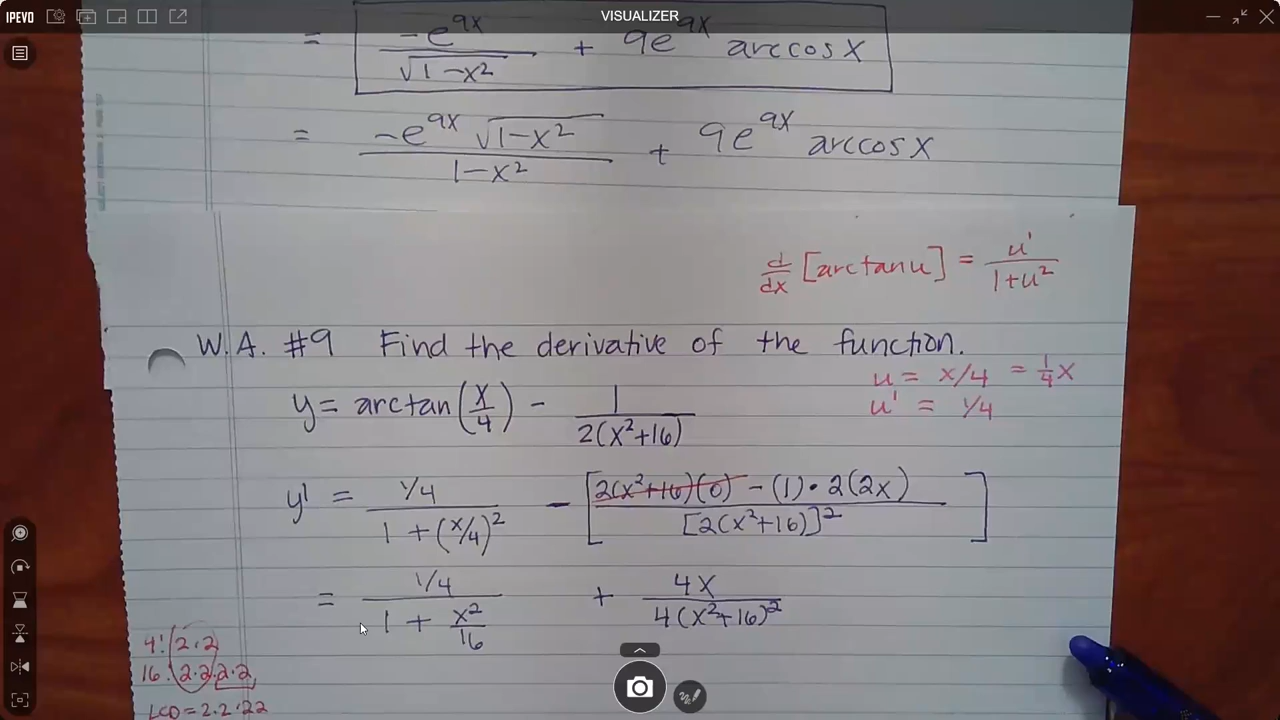 IPEVO
VISUALIZER
= -e^9x / √1-x² + 9e^9x arccos x
= -e^9x √1-x² / 1-x² + 9e^9x arccos x
d/dx [arctan u] = u' / 1+u²
W.A. #9 Find the derivative of the function.
u = x/4 = 1/4 x
u' = 1/4
y = arctan(x/4) - 1 / 2(x²+16)
y' = 1/4 / 1 + (x/4)² - [2(x²+16)(0) - (1)·2(2x) / [2(x²+16)]²]
= 1/4 / 1 + x²/16 + 4x / 4(x²+16)²
4: 2·2
16: 2·2·2·2
LCD = 2·2·22